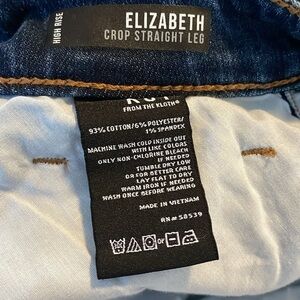 HIGH RISE
ELIZABETH
CROP STRAIGHT LEG
FROM THE KLOTH
93% COTTON/6% POLYESTER/
1% SPANDEX
MACHINE WASH COLD INSIDE OUT
WITH LIKE COLORS
ONLY NON-CHLORINE BLEACH
IF NEEDED
TUMBLE DRY LOW
OR FOR BETTER CARE
LAY FLAT TO DRY
WARM IRON IF NEEDED
WASH ONCE BEFORE WEARING
MADE IN VIETNAM
RN# 58539
or